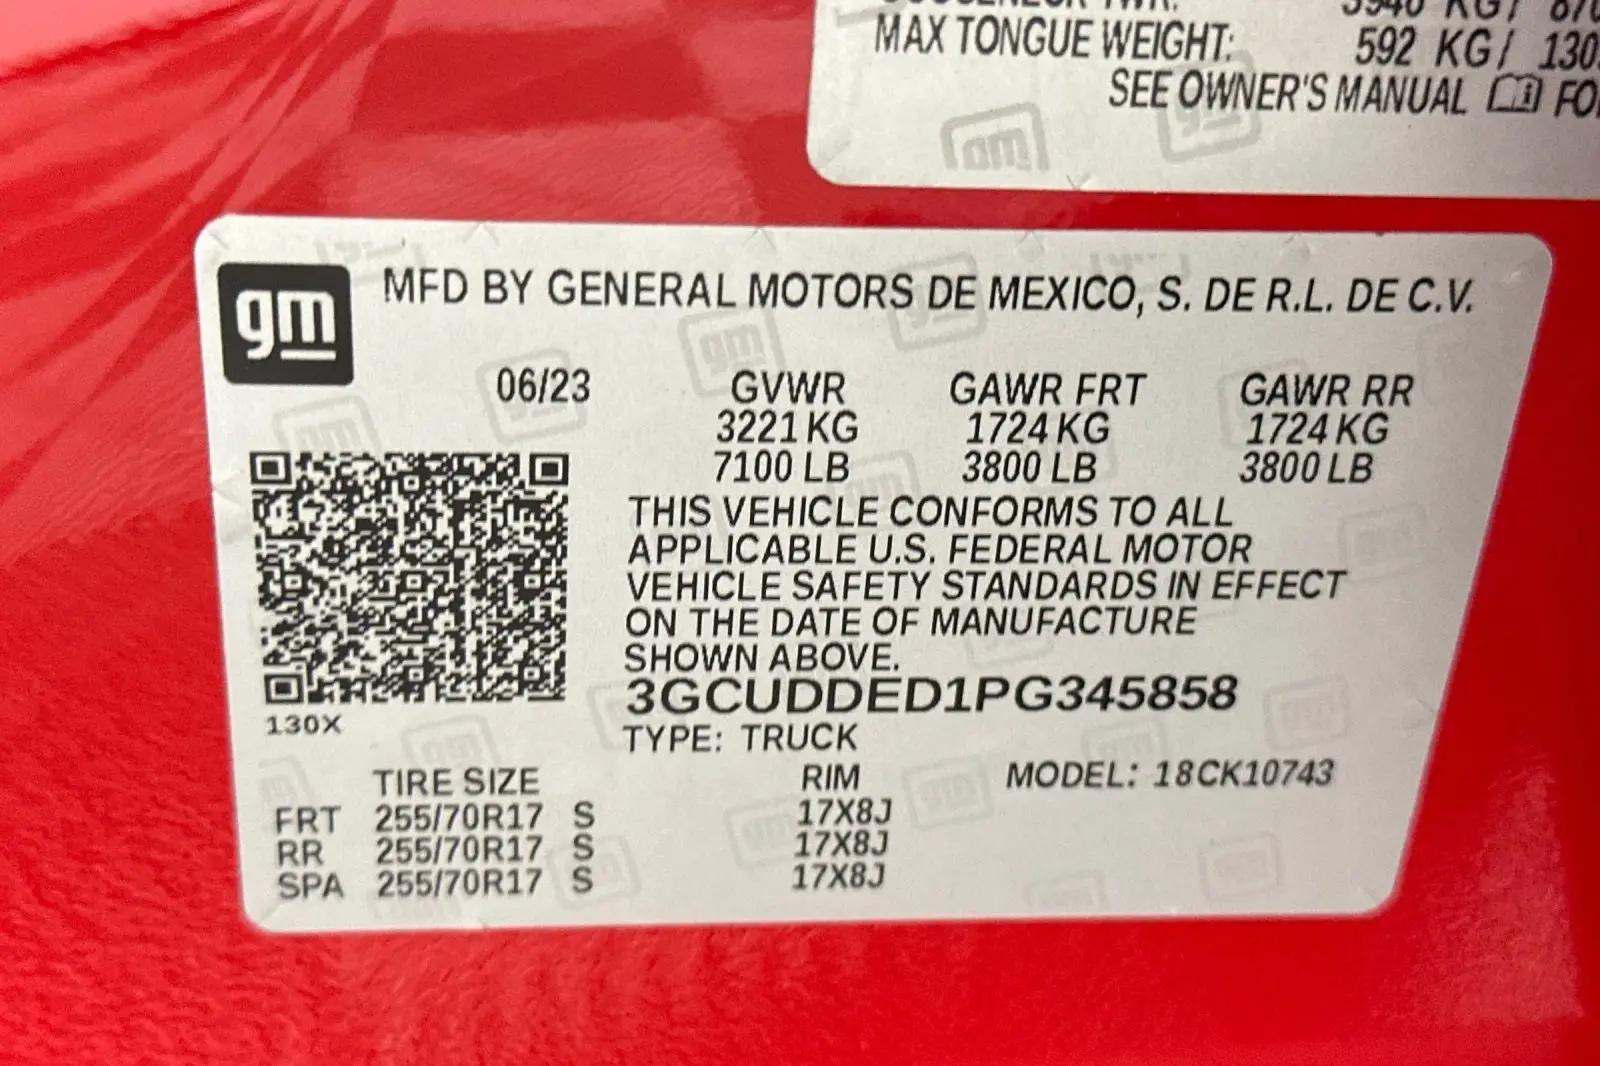 MAX TONGUE WEIGHT: 592 KG/
SEE OWNER'S MANUAL
gm
MFD BY GENERAL MOTORS DE MEXICO, S. DE R.L. DE C.V.
06/23 GVWR GAWR FRT GAWR RR
3221 KG 1724 KG 1724 KG
7100 LB 3800 LB 3800 LB
THIS VEHICLE CONFORMS TO ALL
APPLICABLE U.S. FEDERAL MOTOR
VEHICLE SAFETY STANDARDS IN EFFECT
ON THE DATE OF MANUFACTURE
SHOWN ABOVE.
3GCUDDED1PG345858
130X
TYPE: TRUCK
TIRE SIZE RIM MODEL: 18CK10743
FRT 255/70R17 S 17X8J
RR 255/70R17 S 17X8J
SPA 255/70R17 S 17X8J